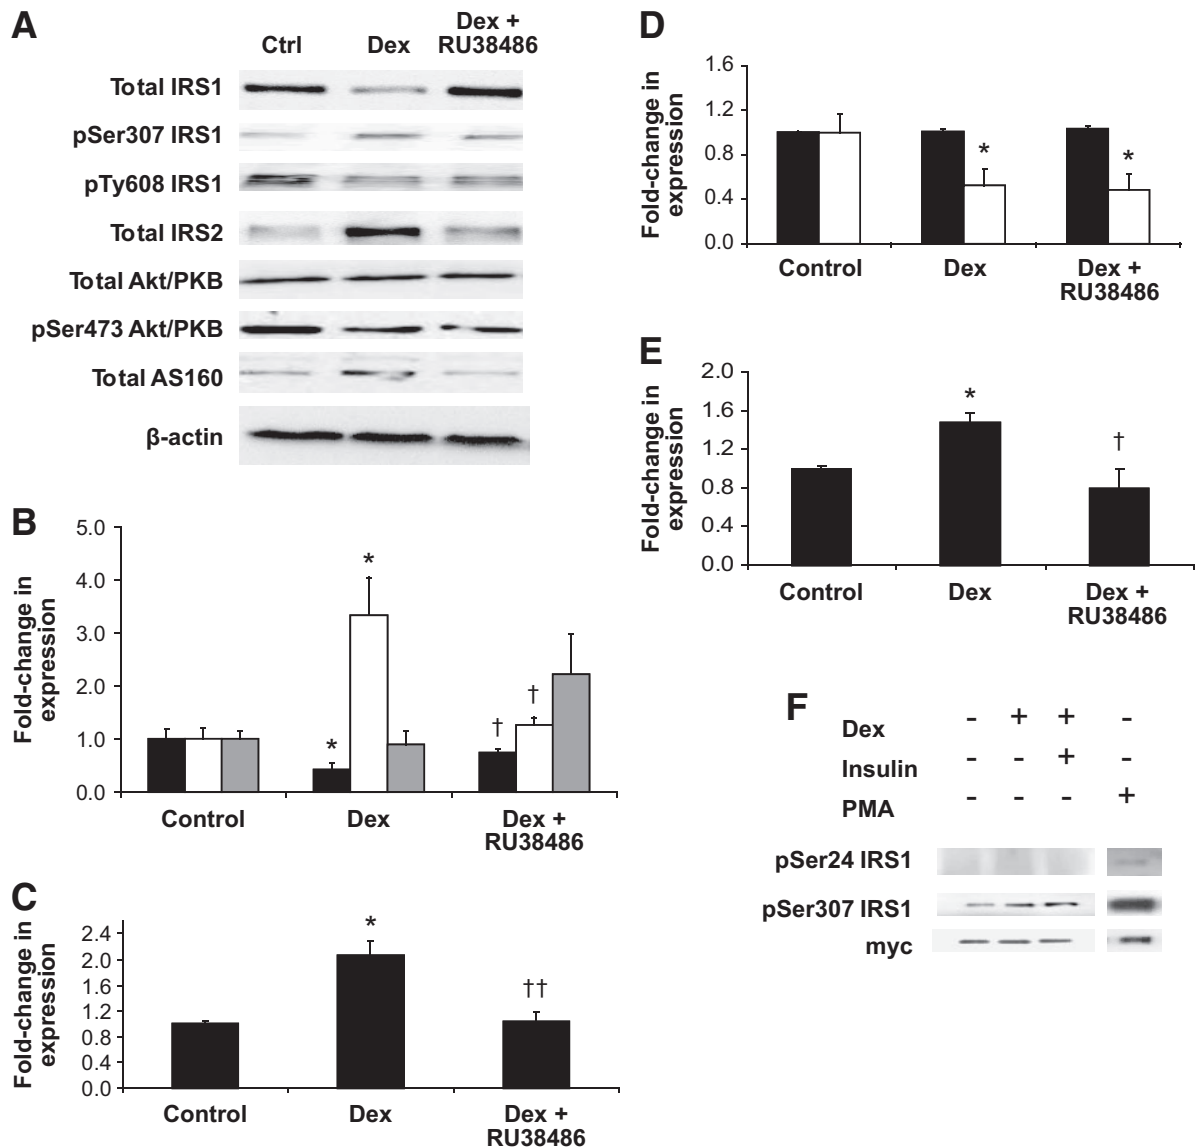 A
Ctrl
Dex
Dex +
RU38486
Total IRS1
pSer307 IRS1
pTy608 IRS1
Total IRS2
Total Akt/PKB
pSer473 Akt/PKB
Total AS160
β-actin
B
Fold-change in
expression
5.0
4.0
3.0
2.0
1.0
0.0
*
*
†
†
Control
Dex
Dex +
RU38486
C
Fold-change in
expression
2.4
2.0
1.6
1.2
0.8
0.4
0.0
*
††
Control
Dex
Dex +
RU38486
D
Fold-change in
expression
1.6
1.2
0.8
0.4
0.0
*
*
Control
Dex
Dex +
RU38486
E
Fold-change in
expression
2.0
1.6
1.2
0.8
0.4
0.0
*
†
Control
Dex
Dex +
RU38486
F
Dex - + + -
Insulin - - + -
PMA - - - +
pSer24 IRS1
pSer307 IRS1
myc